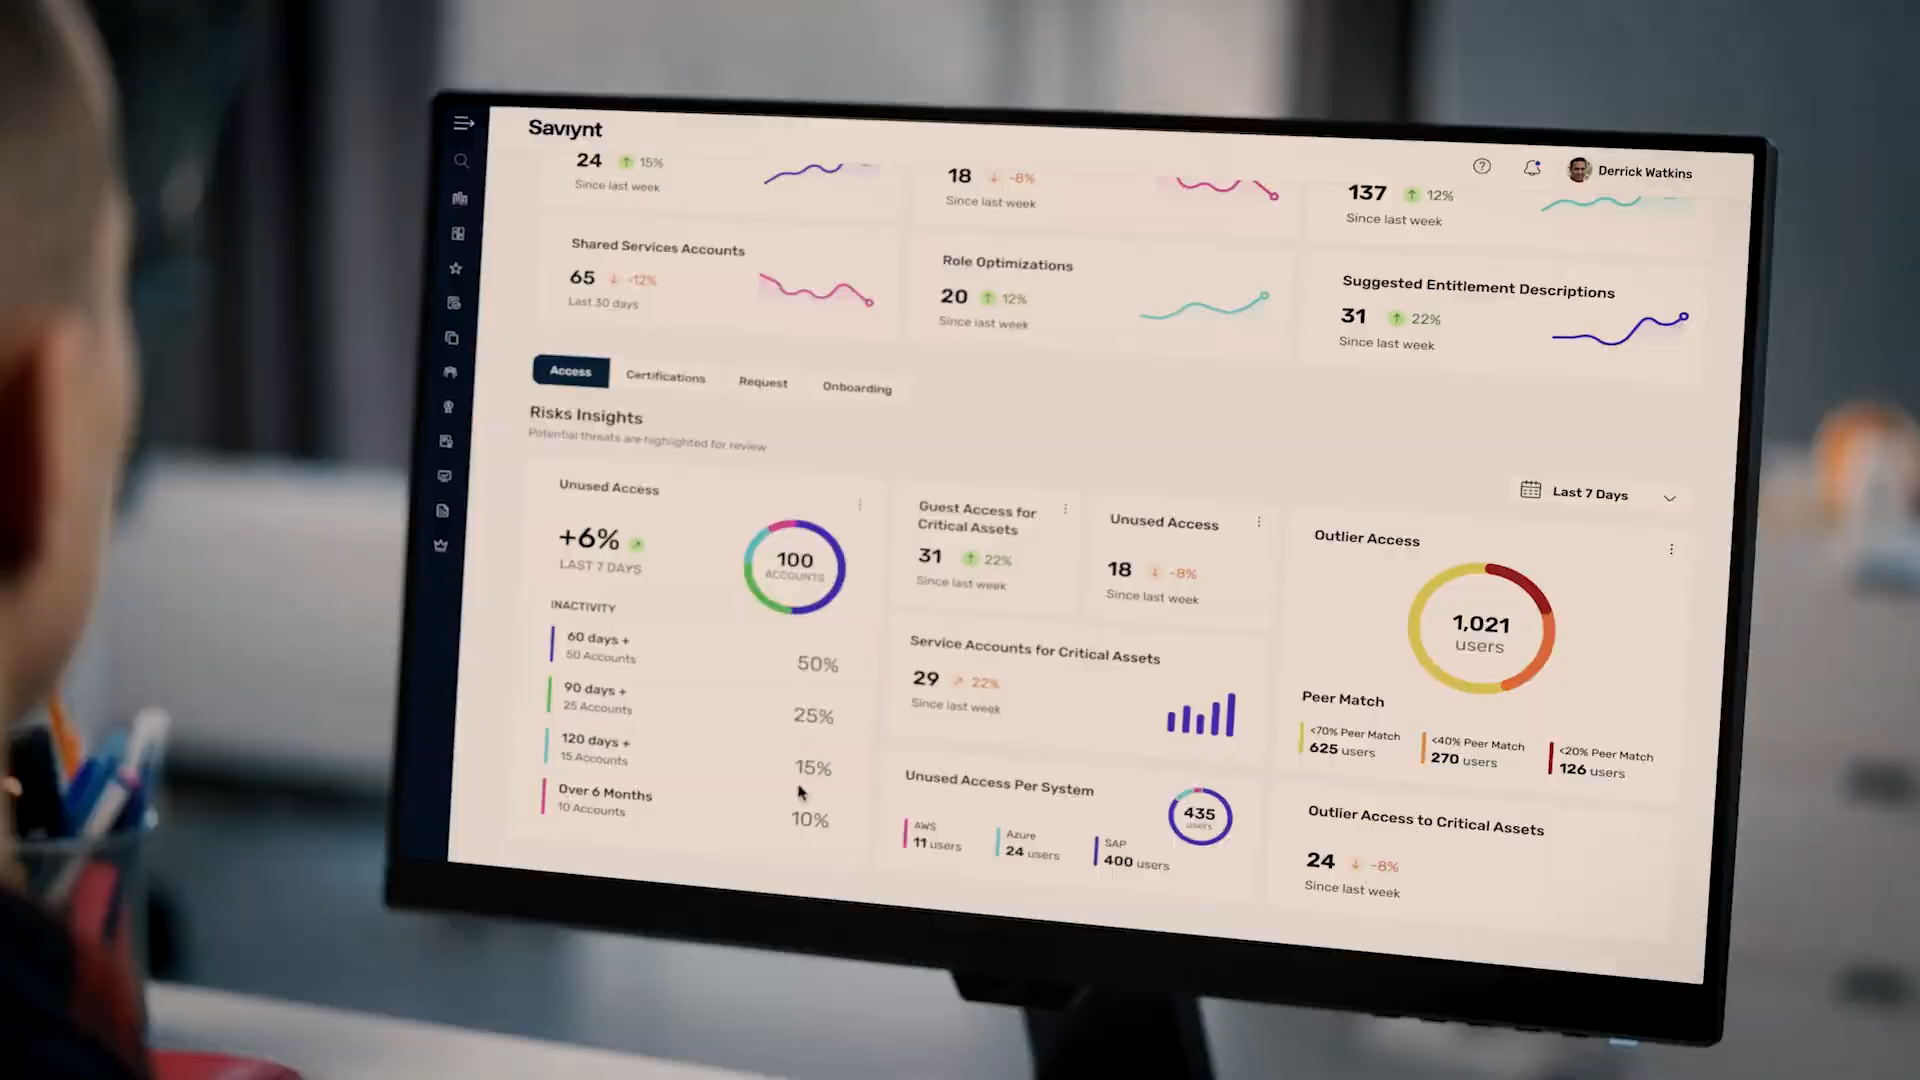 Saviynt
Derrick Watkins
24 15%
Since last week
18 -8%
Since last week
137 12%
Since last week
Shared Services Accounts
65 -12%
Last 30 days
Role Optimizations
20 12%
Since last week
Suggested Entitlement Descriptions
31 22%
Since last week
Access Certifications Request Onboarding
Risks Insights
Potential threats are highlighted for review
Last 7 Days
Unused Access
+6%
LAST 7 DAYS
100
ACCOUNTS
INACTIVITY
60 days +
50 Accounts
50%
90 days +
25 Accounts
25%
120 days +
15 Accounts
15%
Over 6 Months
10 Accounts
10%
Guest Access for
Critical Assets
31 22%
Since last week
Unused Access
18 -8%
Since last week
Service Accounts for Critical Assets
29 22%
Since last week
Unused Access Per System
435
users
AWS
11 users
Azure
24 users
SAP
400 users
Outlier Access
1,021
users
Peer Match
<70% Peer Match
625 users
<40% Peer Match
270 users
<20% Peer Match
126 users
Outlier Access to Critical Assets
24 -8%
Since last week